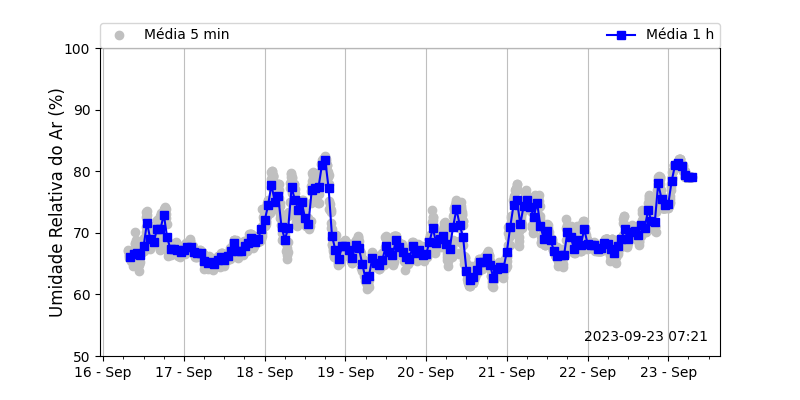 Média 5 min
Média 1 h
Umidade Relativa do Ar (%)
100
90
80
70
60
50
2023-09-23 07:21
16 - Sep
17 - Sep
18 - Sep
19 - Sep
20 - Sep
21 - Sep
22 - Sep
23 - Sep